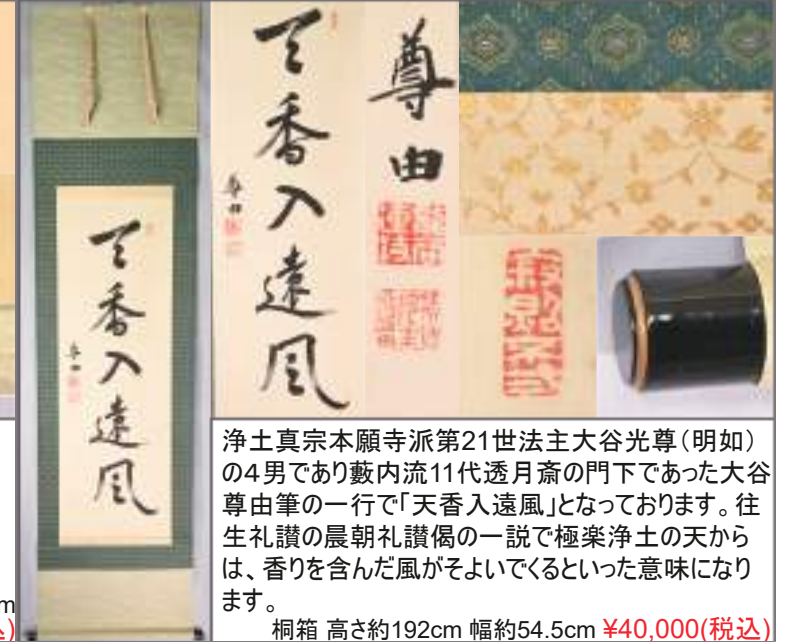 天香入遠風
尊由
天香入遠風
尊由
尊由
浄土真宗本願寺派第21世法主大谷光尊（明如）
の４男であり藪内流11代透月斎の門下であった大谷
尊由筆の一行で「天香入遠風」となっております。往
生礼讃の晨朝礼讃偈の一説で極楽浄土の天から
は、香りを含んだ風がそよいでくるといった意味になり
ます。
桐箱 高さ約192cm 幅約54.5cm ¥40,000(税込)
m
込)